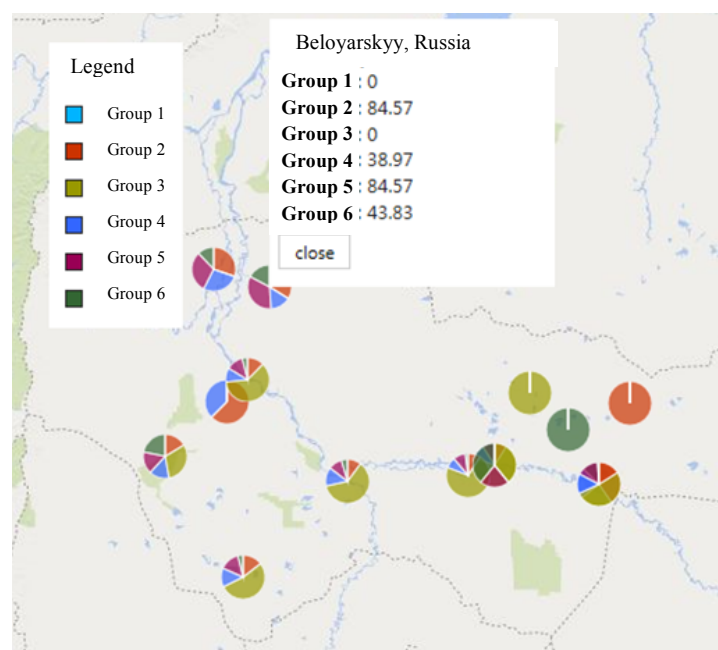 Legend
Group 1
Group 2
Group 3
Group 4
Group 5
Group 6
Beloyarskyy, Russia
Group 1 : 0
Group 2 : 84.57
Group 3 : 0
Group 4 : 38.97
Group 5 : 84.57
Group 6 : 43.83
close